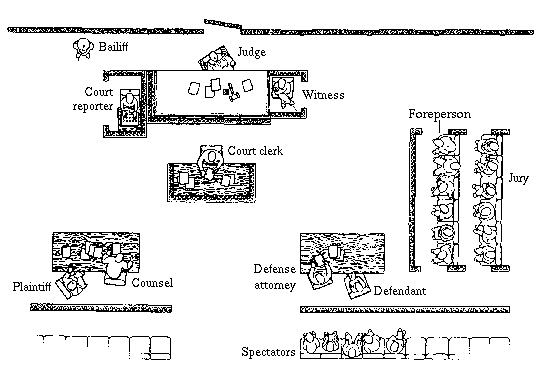 Bailiff
Judge
Court
reporter
Witness
Foreperson
Court clerk
Jury
Plaintiff
Counsel
Defense
attorney
Defendant
Spectators